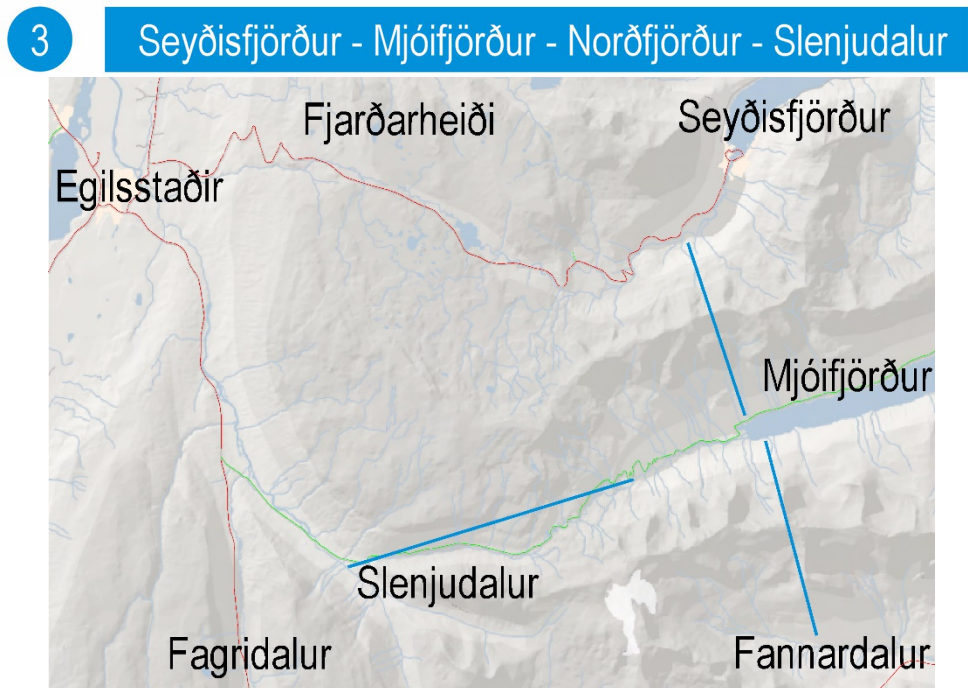 3
Seyðisfjörður - Mjóifjörður - Norðfjörður - Slenjudalur
Fjarðarheiði
Seyðisfjörður
Egilsstaðir
Mjóifjörður
Slenjudalur
Fagridalur
Fannardalur